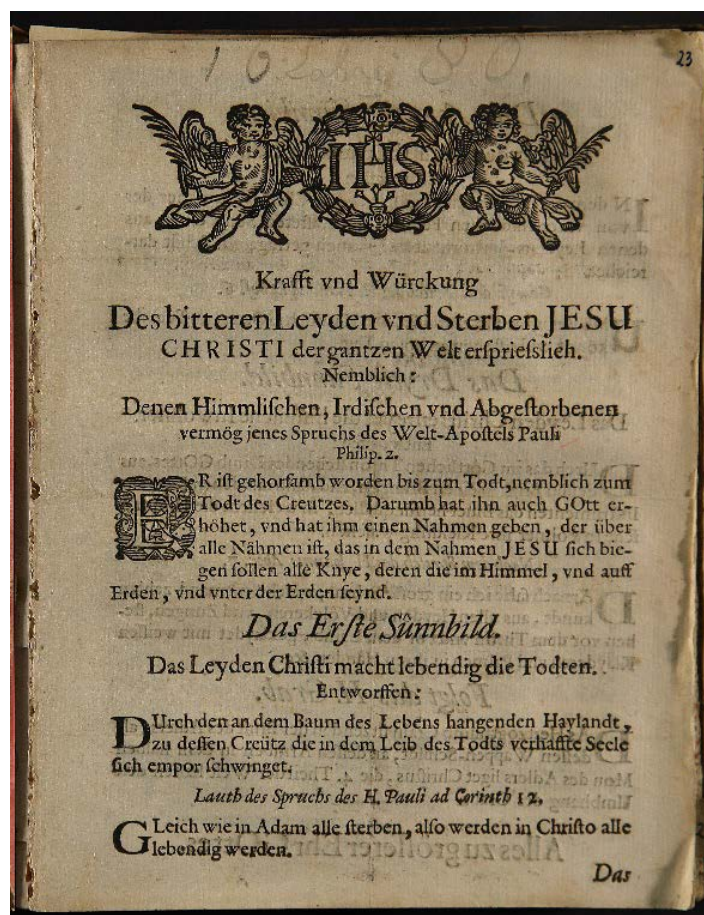 23
IHS
Krafft vnd Würckung
Des bitteren Leyden vnd Sterben JESU
CHRISTI der gantzen Welt erspriesslich.
Nemblich:
Denen Himmlischen, Irdischen vnd Abgestorbenen
vermög jenes Spruchs des Welt-Apostels Pauli
Philip. 2.
ER ist gehorsamb worden bis zum Todt, nemblich zum
Todt des Creutzes. Darumb hat ihn auch GOtt er-
höhet, vnd hat ihm einen Nahmen geben, der über
alle Nähmen ist, das in dem Nahmen JESU sich bie-
gen sollen alle Knye, deren die im Himmel, vnd auff
Erden, vnd vnter der Erden seynd.
Das Erste Sünnbild.
Das Leyden Christi macht lebendig die Todten.
Entworffen:
DUrch den an dem Baum des Lebens hangenden Haylandt,
zu dessen Creütz die in dem Leib des Todts verhaffte Seele
sich empor schwinget.
Lauth des Spruchs des H. Pauli ad Corinth 12.
GLeich wie in Adam alle sterben, also werden in Christo alle
lebendig werden.
Das